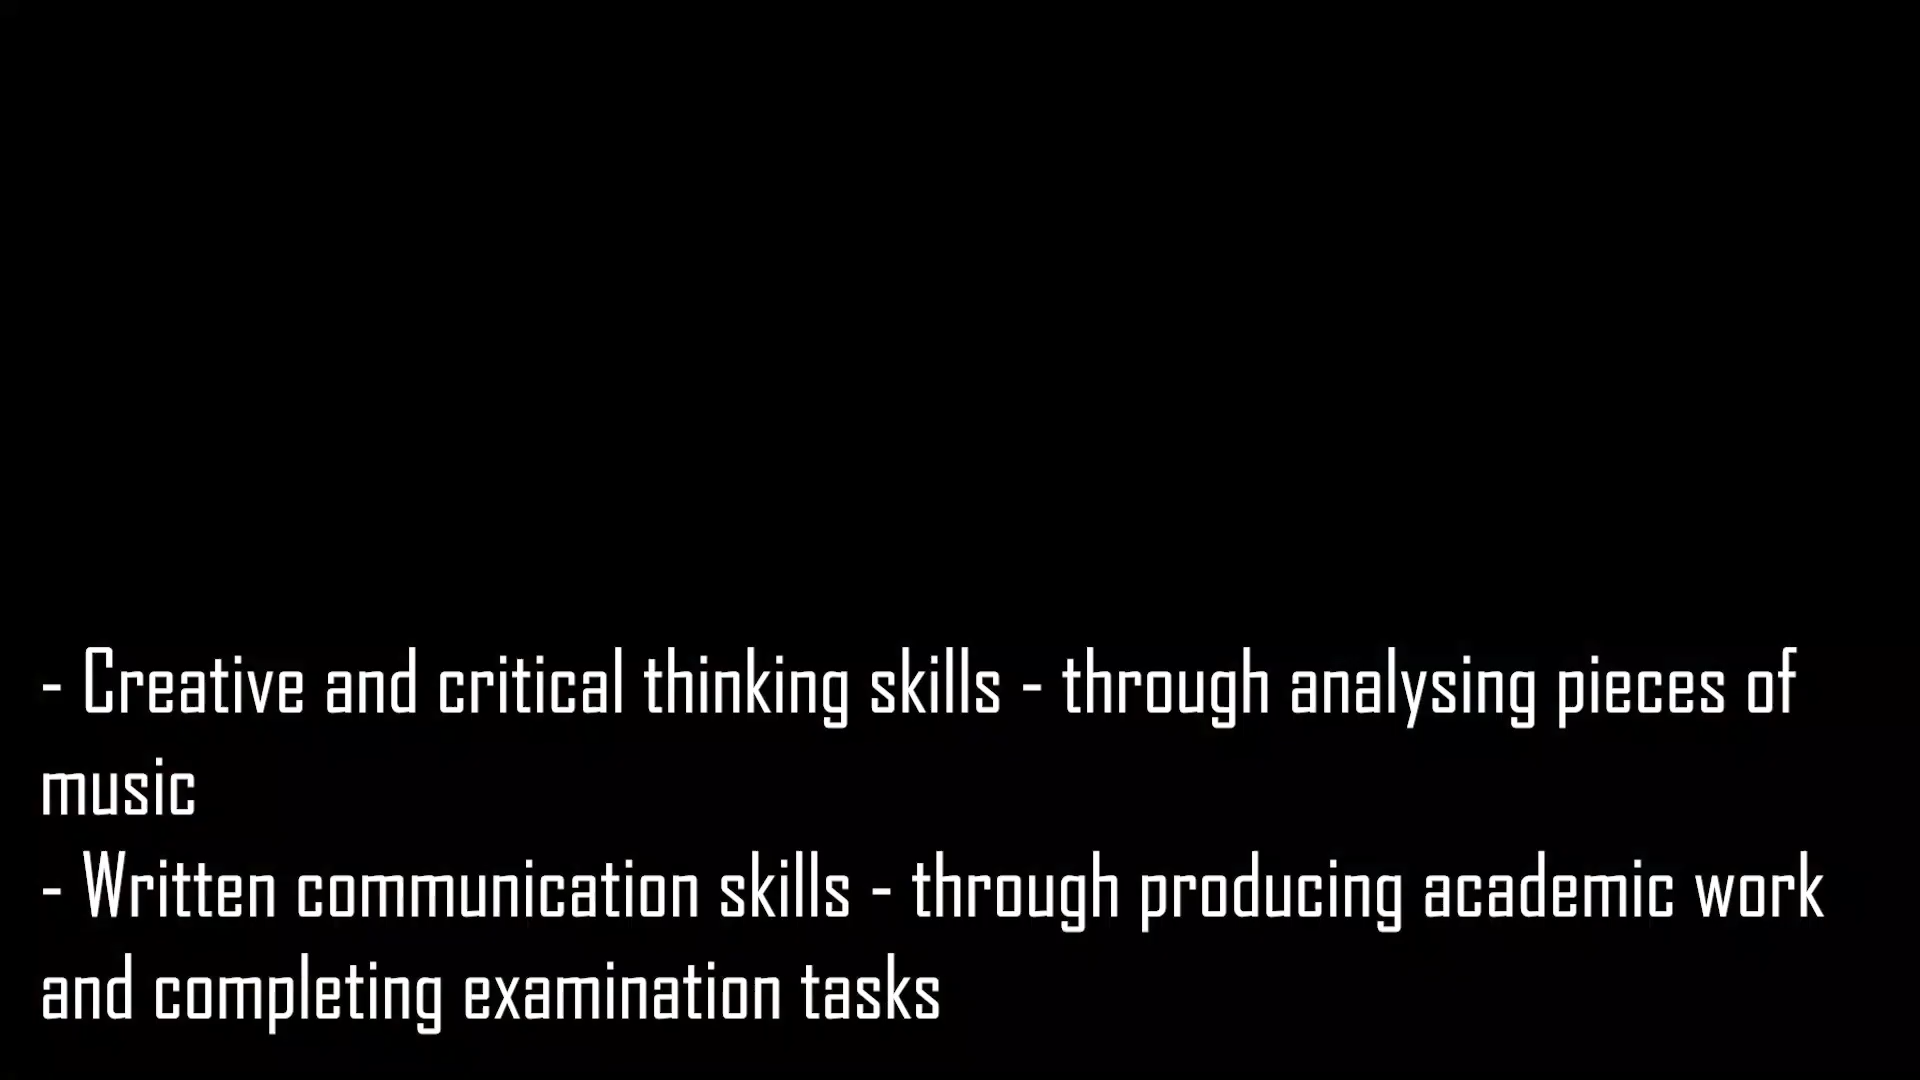 - Creative and critical thinking skills - through analysing pieces of
music
- Written communication skills - through producing academic work
and completing examination tasks